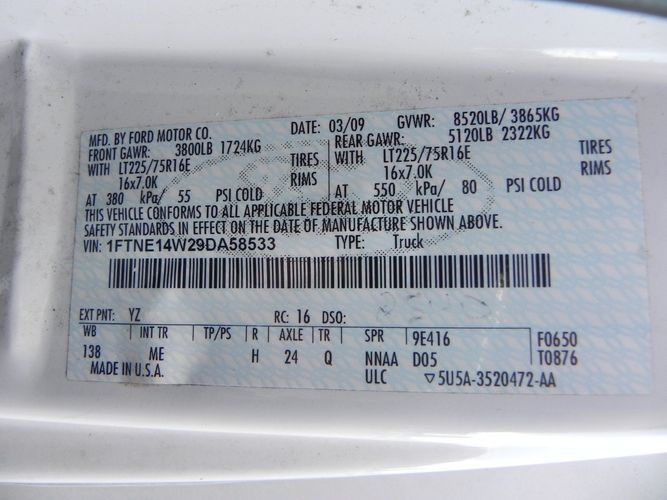 MFD. BY FORD MOTOR CO.
DATE: 03/09 GVWR: 8520LB/ 3865KG
FRONT GAWR: 3800LB 1724KG
REAR GAWR: 5120LB 2322KG
WITH LT225/75R16E TIRES
WITH LT225/75R16E TIRES
16x7.0K RIMS
16x7.0K RIMS
AT 380 kPa/ 55 PSI COLD
AT 550 kPa/ 80 PSI COLD
THIS VEHICLE CONFORMS TO ALL APPLICABLE FEDERAL MOTOR VEHICLE
SAFETY STANDARDS IN EFFECT ON THE DATE OF MANUFACTURE SHOWN ABOVE.
VIN: 1FTNE14W29DA58533 TYPE: Truck
EXT PNT: YZ RC: 16 DSO:
WB INT TR TP/PS R AXLE TR SPR 9E416 F0650
138 ME H 24 Q NNAA D05 T0876
MADE IN U.S.A. ULC ▽5U5A-3520472-AA